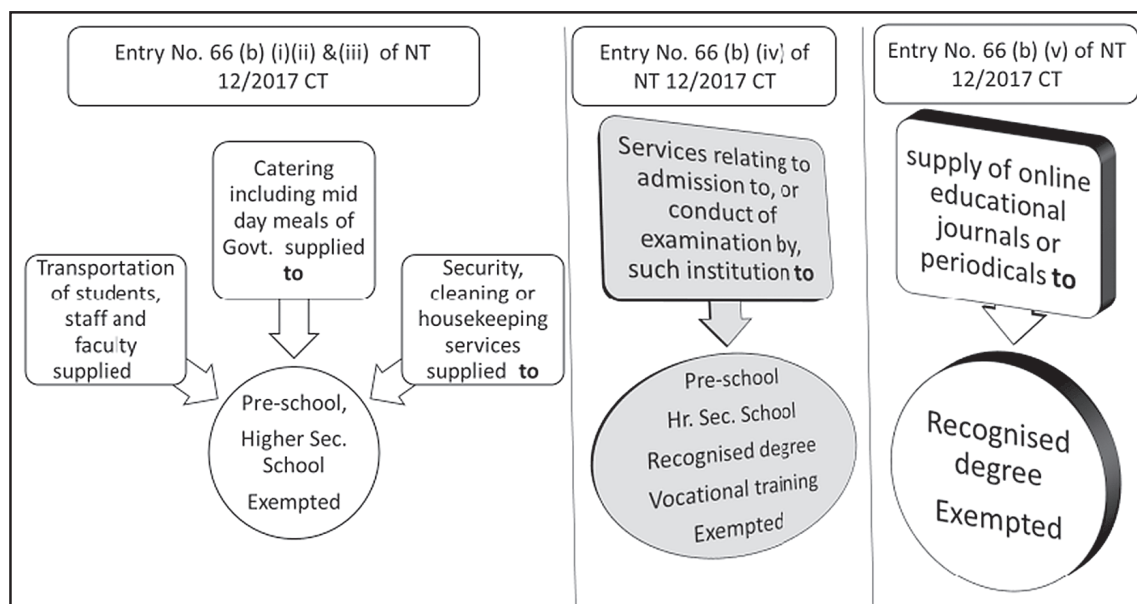 Entry No. 66 (b) (i)(ii) &(iii) of NT
12/2017 CT
Transportation
of students,
staff and
faculty
supplied
Catering
including mid
day meals of
Govt. supplied
to
Security,
cleaning or
housekeeping
services
supplied to
Pre-school,
Higher Sec.
School
Exempted
Entry No. 66 (b) (iv) of
NT 12/2017 CT
Services relating to
admission to, or
conduct of
examination by,
such institution to
Pre-school
Hr. Sec. School
Recognised degree
Vocational training
Exempted
Entry No. 66 (b) (v) of NT
12/2017 CT
supply of online
educational
journals or
periodicals to
Recognised
degree
Exempted